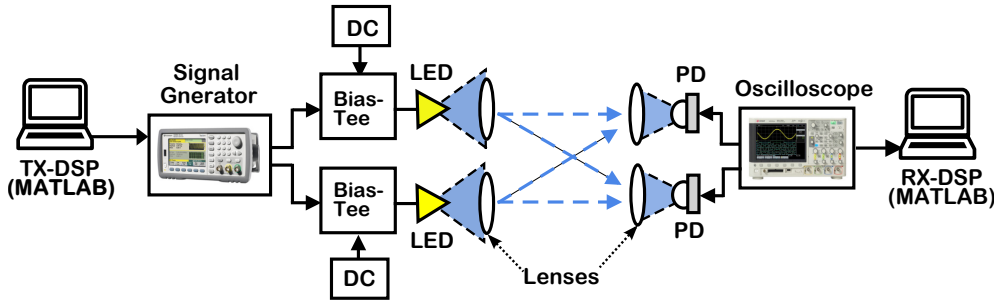 DC
Signal
Gnerator
LED
Bias-
Tee
PD
Oscilloscope
TX-DSP
(MATLAB)
Bias-
Tee
LED
PD
RX-DSP
(MATLAB)
DC
Lenses